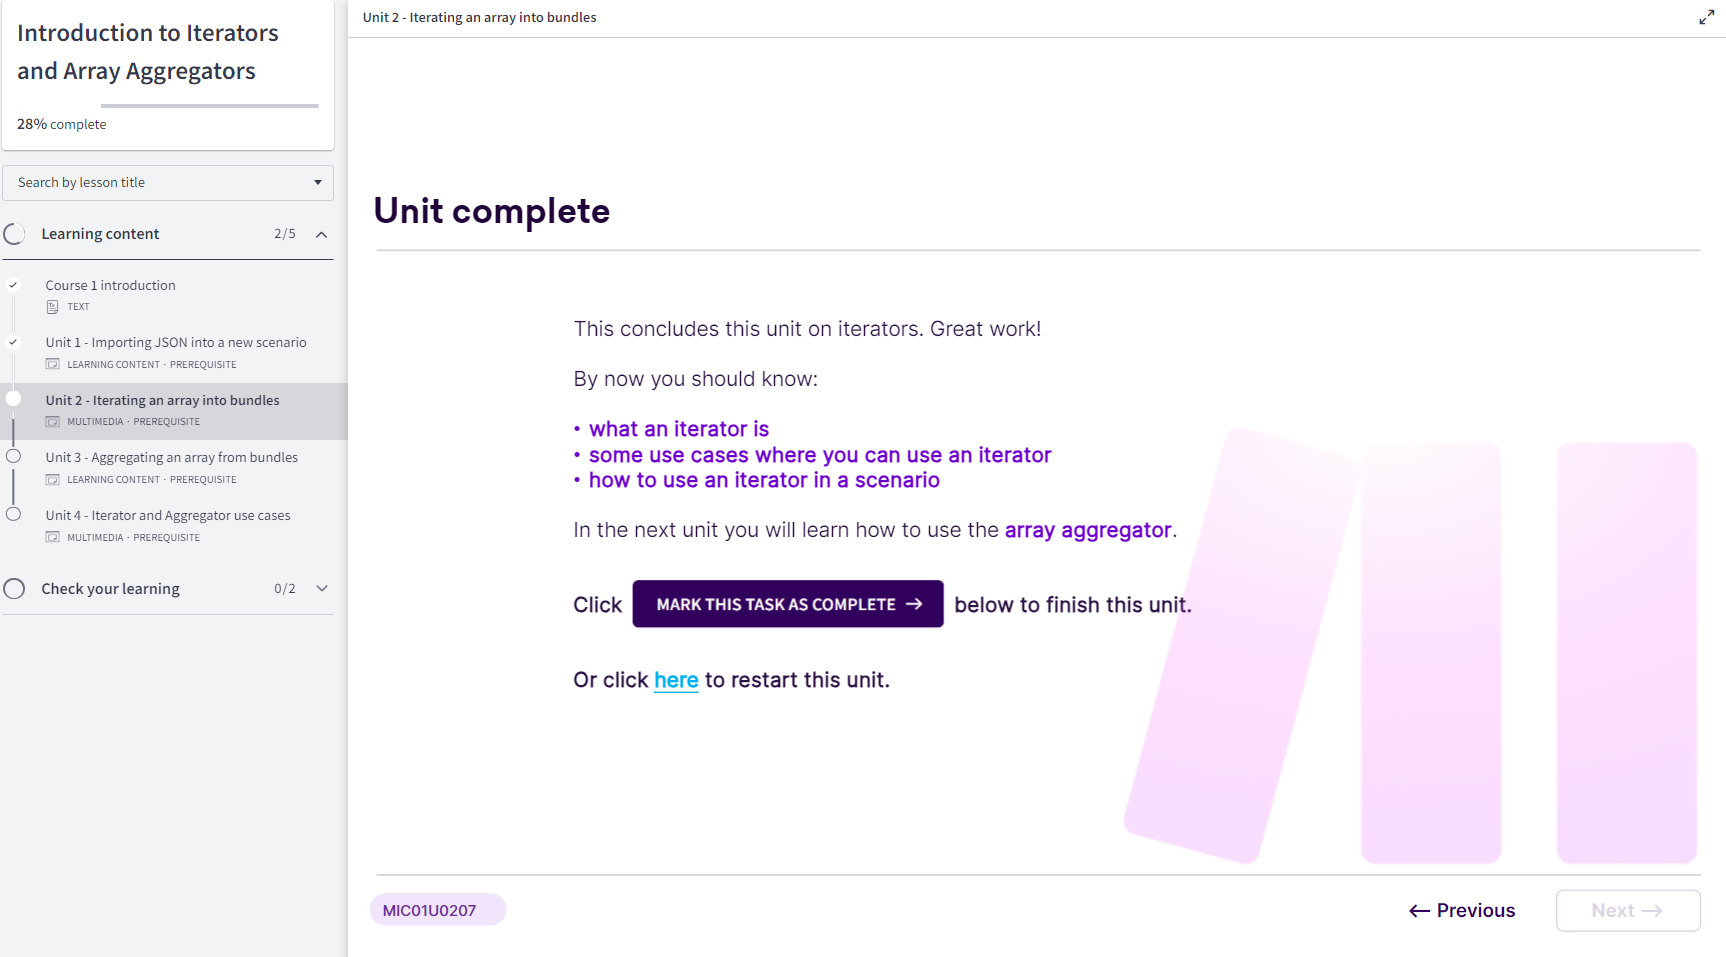 Introduction to Iterators
and Array Aggregators
28% complete
Search by lesson title
Learning content 2/5
Course 1 introduction
TEXT
Unit 1 - Importing JSON into a new scenario
LEARNING CONTENT · PREREQUISITE
Unit 2 - Iterating an array into bundles
MULTIMEDIA · PREREQUISITE
Unit 3 - Aggregating an array from bundles
LEARNING CONTENT · PREREQUISITE
Unit 4 - Iterator and Aggregator use cases
MULTIMEDIA · PREREQUISITE
Check your learning 0/2
Unit 2 - Iterating an array into bundles
Unit complete
This concludes this unit on iterators. Great work!
By now you should know:
• what an iterator is
• some use cases where you can use an iterator
• how to use an iterator in a scenario
In the next unit you will learn how to use the array aggregator.
Click MARK THIS TASK AS COMPLETE → below to finish this unit.
Or click here to restart this unit.
MIC01U0207
← Previous
Next →